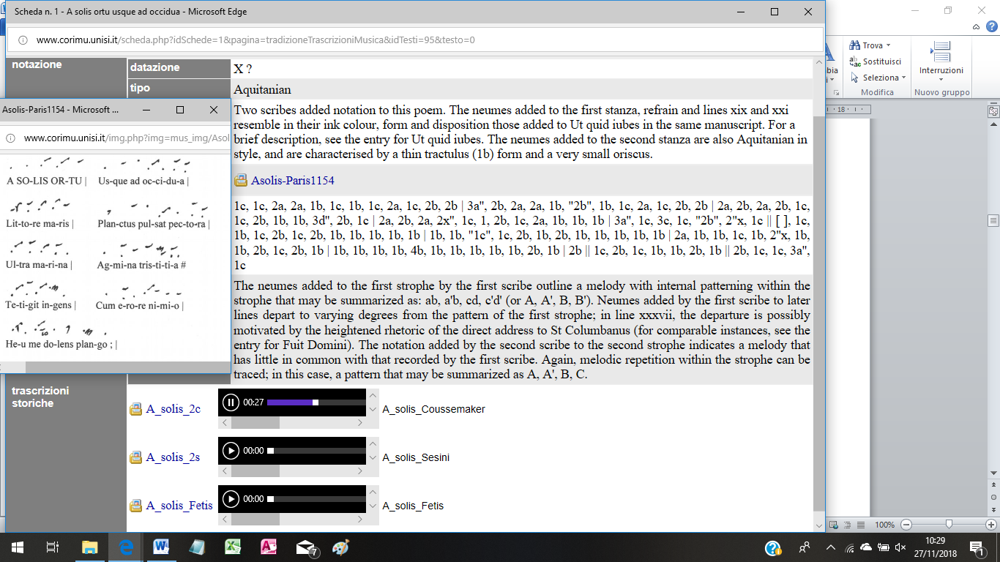 Scheda n. 1 - A solis ortu usque ad occidua - Microsoft Edge
www.corimu.unisi.it/scheda.php?idSchede=1&pagina=tradizioneTrascrizioniMusica&idTesti=95&testo=0
notazione
datazione
X ?
tipo
Aquitanian
Two scribes added notation to this poem. The neumes added to the first stanza, refrain and lines xix and xxi
resemble in their ink colour, form and disposition those added to Ut quid iubes in the same manuscript. For a
brief description, see the entry for Ut quid iubes. The neumes added to the second stanza are also Aquitanian in
style, and are characterised by a thin tractulus (1b) form and a very small oriscus.
Asolis-Paris1154
1c, 1c, 2a, 2a, 1b, 1c, 1b, 1c, 2a, 1c, 2b, 2b | 3a", 2b, 2a, 2a, 1b, "2b", 1b, 1c, 2a, 1c, 2b, 2b | 2a, 2b, 2a, 2b, 1c,
1c, 2b, 1b, 1b, 3d", 2b, 1c | 2a, 2b, 2a, 2x", 1c, 1, 2b, 1c, 2a, 1b, 1b, 1b | 3a", 1c, 3c, 1c, "2b", 2"x, 1c || [ ], 1c,
1b, 1c, 2b, 1c, 2b, 1b, 1b, 1b, 1b, 1b | 1b, 1b, "1c", 1c, 2b, 1b, 2b, 1b, 1b, 1b, 1b, 1b | 2a, 1b, 1b, 1c, 1b, 2"x, 1b,
1b, 2b, 1c, 2b, 1b | 1b, 1b, 1b, 1b, 4b, 1b, 1b, 1b, 1b, 1b, 2b, 1b | 2b || 1c, 2b, 1c, 1b, 1b, 2b, 1b || 2b, 1c, 1c, 3a",
1c
The neumes added to the first strophe by the first scribe outline a melody with internal patterning within the
strophe that may be summarized as: ab, a'b, cd, c'd' (or A, A', B, B'). Neumes added by the first scribe to later
lines depart to varying degrees from the pattern of the first strophe; in line xxxvii, the departure is possibly
motivated by the heightened rhetoric of the direct address to St Columbanus (for comparable instances, see the
entry for Fuit Domini). The notation added by the second scribe to the second strophe indicates a melody that
has little in common with that recorded by the first scribe. Again, melodic repetition within the strophe can be
traced; in this case, a pattern that may be summarized as A, A', B, C.
Asolis-Paris1154 - Microsoft ...
www.corimu.unisi.it/img.php?img=mus_img/Asol
A SO-LIS OR-TU | Us-que ad oc-ci-du-a |
Lit-to-re ma-ris | Plan-ctus pul-sat pec-to-ra |
Ul-tra ma-ri-na | Ag-mi-na tris-ti-ti-a #
Te-ti-git in-gens | Cum e-ro-re ni-mi-o |
He-u me do-lens plan-go ; |
trascrizioni
storiche
A_solis_2c 00:27 A_solis_Coussemaker
A_solis_2s 00:00 A_solis_Sesini
A_solis_Fetis 00:00 A_solis_Fetis
bia
Trova
Sostituisci
Seleziona
Modifica
Interruzioni
Nuovo gruppo
18
100%
7
10:29
27/11/2018
1